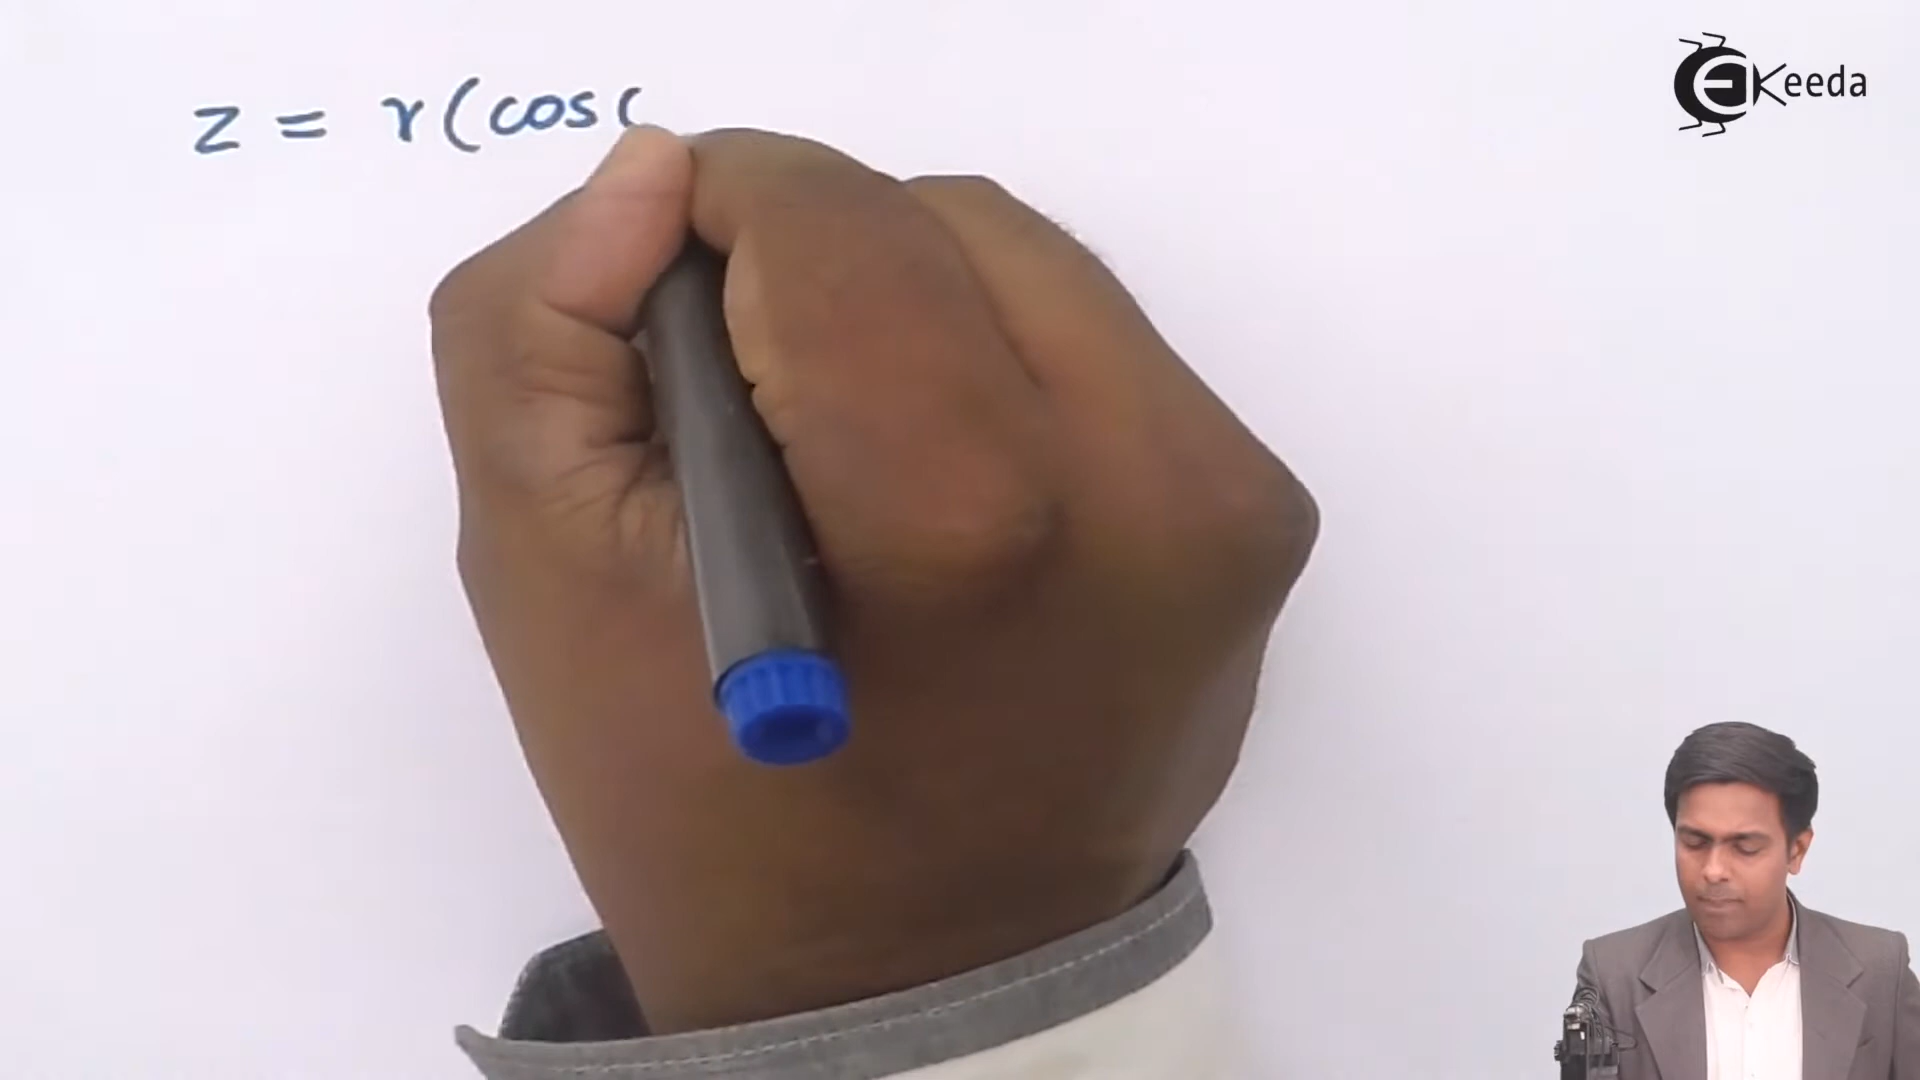 z = r(cos
Keeda